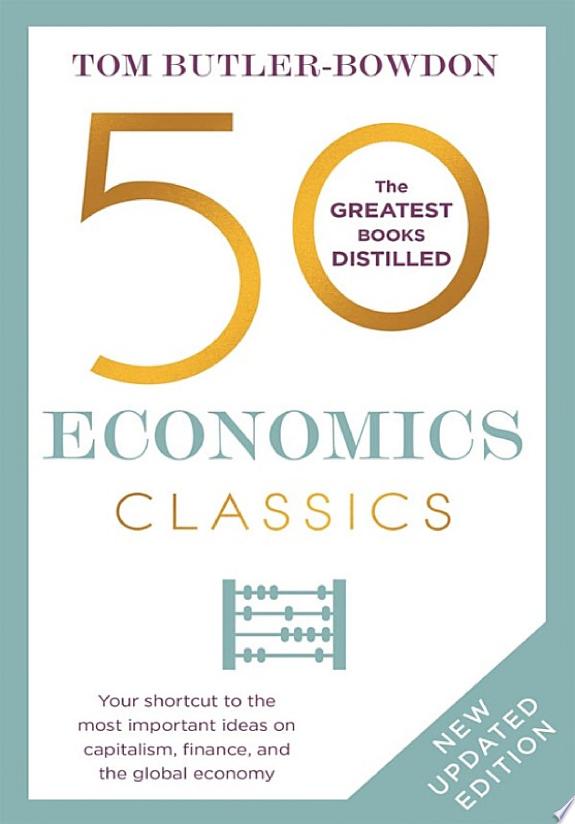 TOM BUTLER-BOWDON
50
The
GREATEST
BOOKS
DISTILLED
ECONOMICS
CLASSICS
Your shortcut to the
most important ideas on
capitalism, finance, and
the global economy
NEW
UPDATED
EDITION